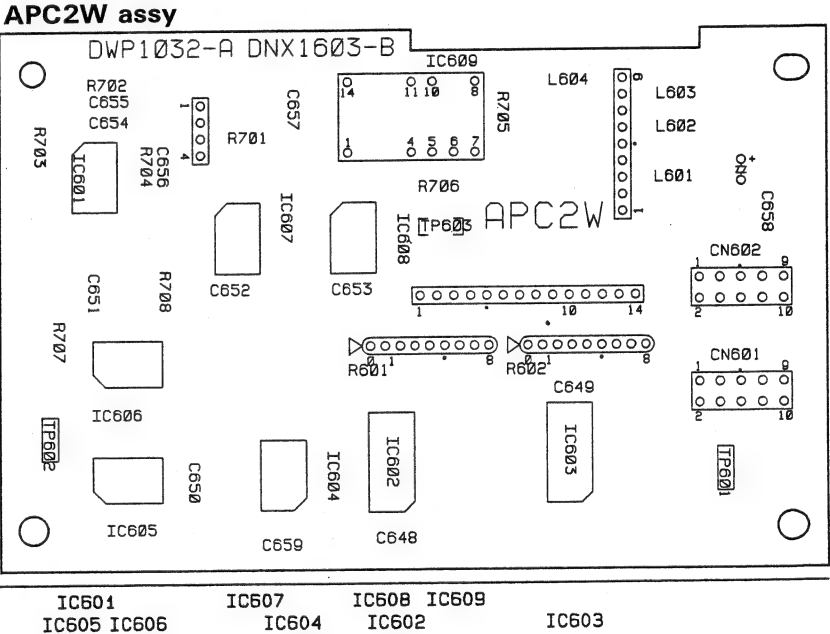 APC2W assy
DWP1032-A DNX1603-B
IC609
R702
C655
C654
1
4
R701
C657
14
11 10
8
1
4 5 6 7
R705
L604
9
L603
L602
L601
1
R703
IC601
R704
C656
R706
IC607
IC608
TP603
APC2W
+
C658
CN602
1 9
2 10
C651
R708
C652
C653
1 10 14
R707
R601
0 1 8
R602
0 1 8
CN601
1 9
2 10
C649
IC606
TP602
IC605
C650
IC604
IC602
IC603
TP601
C659
C648
IC601 IC607 IC608 IC609
IC605 IC606 IC604 IC602 IC603